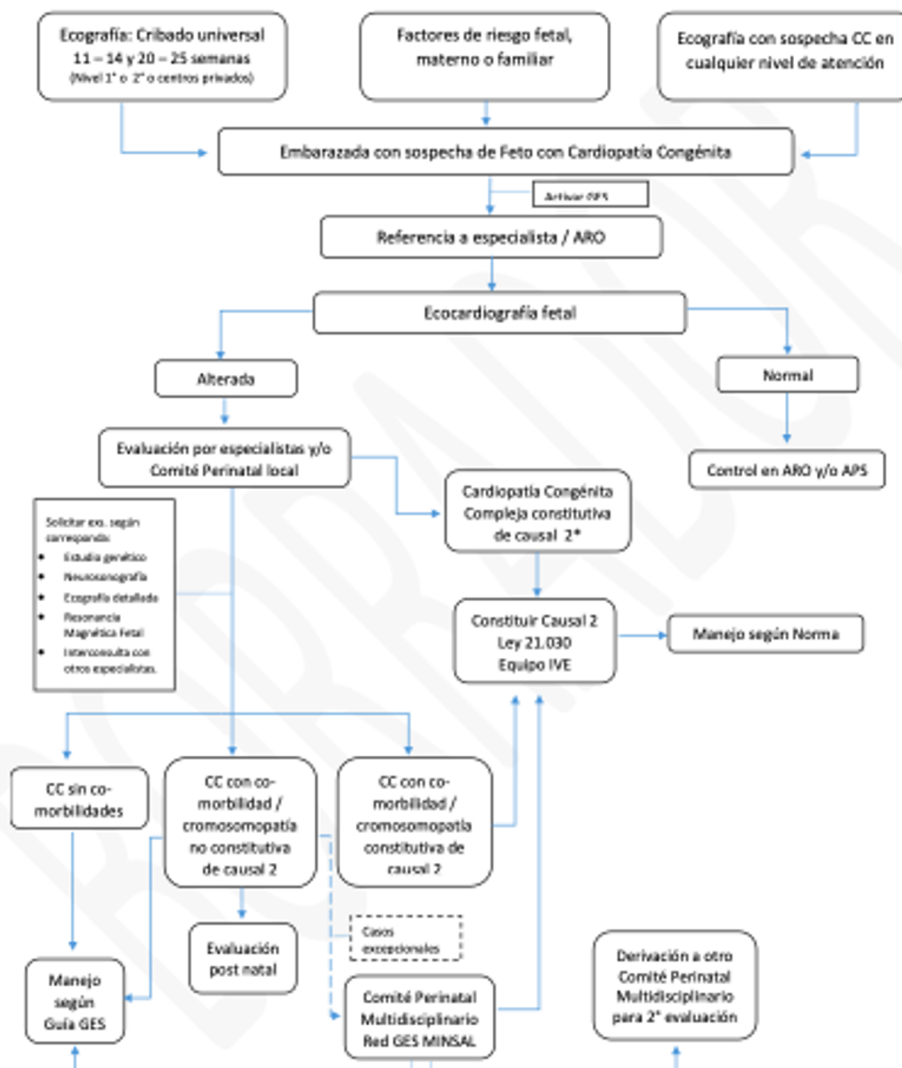 Ecografía: Cribado universal
11 – 14 y 20 – 25 semanas
(Nivel 1° o 2° o centros privados)
Factores de riesgo fetal,
materno o familiar
Ecografía con sospecha CC en
cualquier nivel de atención
Embarazada con sospecha de Feto con Cardiopatía Congénita
Activar GES
Referencia a especialista / ARO
Ecocardiografía fetal
Alterada
Normal
Evaluación por especialistas y/o
Comité Perinatal local
Control en ARO y/o APS
Solicitar exs. según
corresponda:
• Estudio genético
• Neurosonografía
• Ecografía detallada
• Resonancia
Magnética Fetal
• Interconsulta con
otros especialistas.
Cardiopatía Congénita
Compleja constitutiva
de causal 2*
Constituir Causal 2
Ley 21.030
Equipo IVE
Manejo según Norma
CC sin co-
morbilidades
CC con co-
morbilidad /
cromosomopatía
no constitutiva
de causal 2
CC con co-
morbilidad /
cromosomopatía
constitutiva de
causal 2
Casos
excepcionales
Evaluación
post natal
Manejo
según
Guía GES
Comité Perinatal
Multidisciplinario
Red GES MINSAL
Derivación a otro
Comité Perinatal
Multidisciplinario
para 2° evaluación